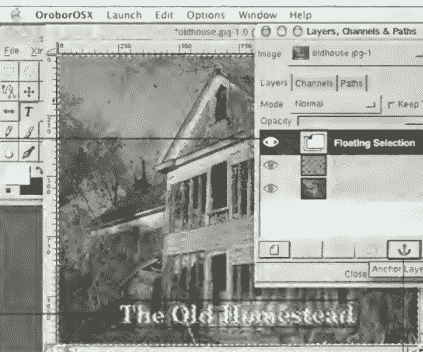 OroborOSX Launch Edit Options Window Help
"oldhouse.jpg-1.0 (
Layers, Channels & Paths
File
Image oldhouse.jpg-1
Layers Channels Paths
Mode Normal Keep
Opacity
Floating Selection
Close
Anchor Laye
The Old Homestead